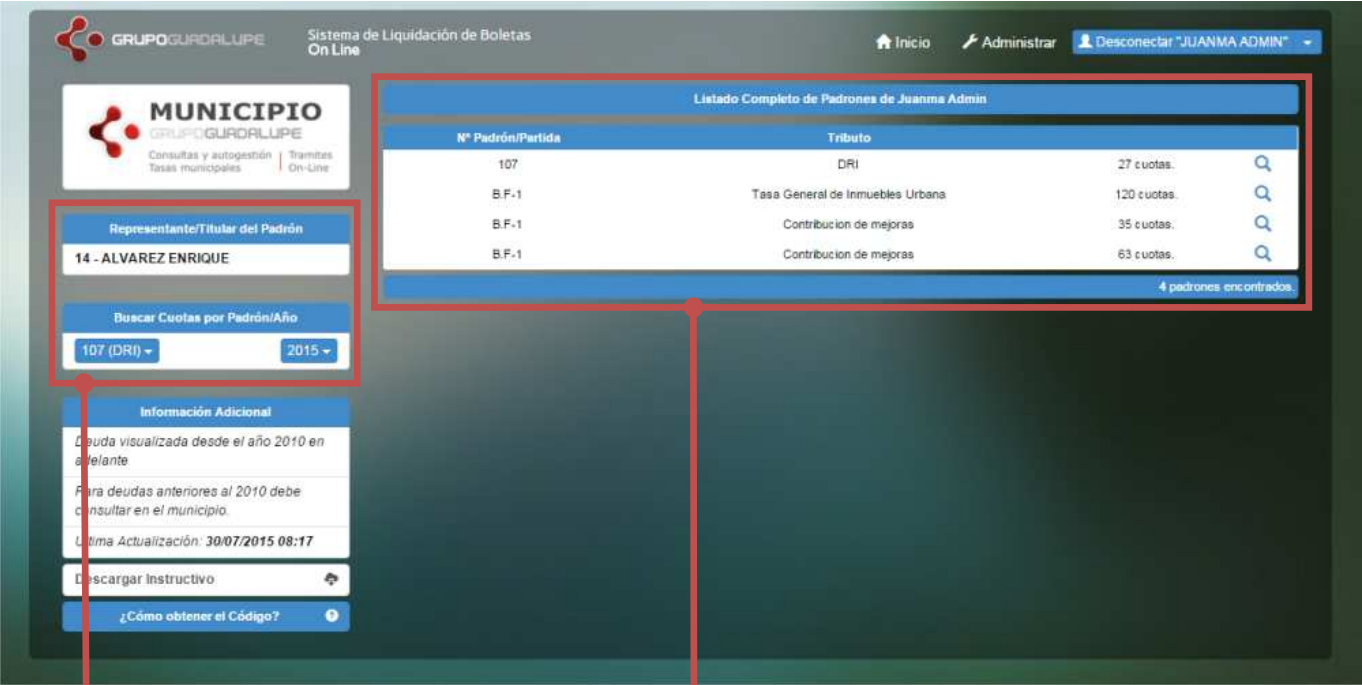 GRUPOGUADALUPE
Sistema de Liquidación de Boletas
On Line
Inicio
Administrar
Desconectar "JUANMA ADMIN"
MUNICIPIO
GRUPOGUADALUPE
Consultas y autogestión | Tramites
Tasas municipales | On-Line
Representante/Titular del Padrón
14 - ALVAREZ ENRIQUE
Buscar Cuotas por Padrón/Año
107 (DRI) 2015
Información Adicional
Deuda visualizada desde el año 2010 en
adelante
Para deudas anteriores al 2010 debe
consultar en el municipio.
Ultima Actualización: 30/07/2015 08:17
Descargar Instructivo
¿Cómo obtener el Código?
Listado Completo de Padrones de Juanma Admin
Nº Padrón/Partida Tributo
107 DRI 27 cuotas.
B.F-1 Tasa General de Inmuebles Urbana 120 cuotas.
B.F-1 Contribucion de mejoras 35 cuotas.
B.F-1 Contribucion de mejoras 63 cuotas.
4 padrones encontrados.